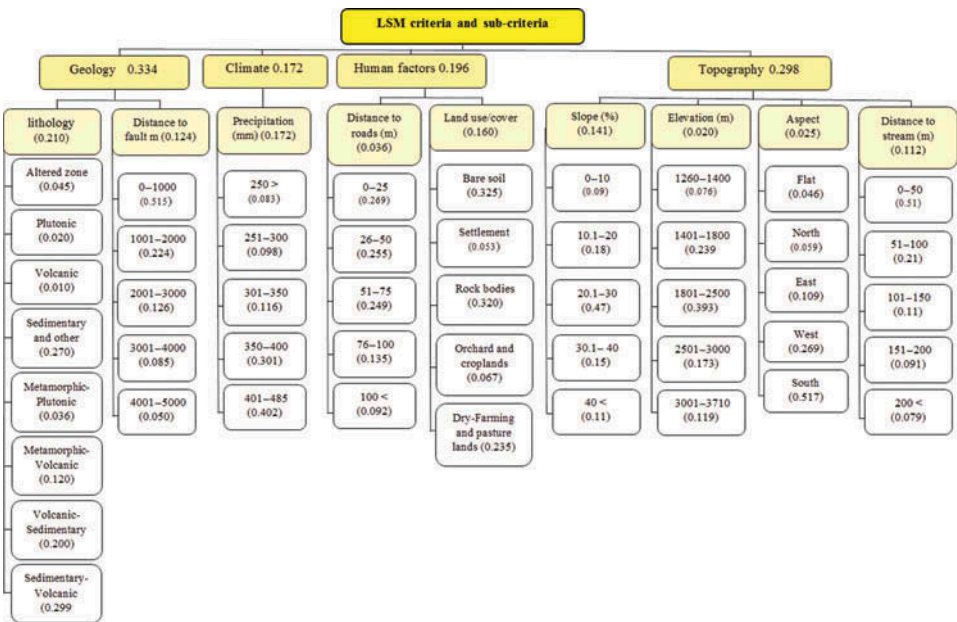 LSM criteria and sub-criteria
Geology 0.334
Climate 0.172
Human factors 0.196
Topography 0.298
lithology
(0.210)
Distance to
fault m (0.124)
Precipitation
(mm) (0.172)
Distance to
roads (m)
(0.036)
Land use/cover
(0.160)
Slope (%)
(0.141)
Elevation (m)
(0.020)
Aspect
(0.025)
Distance to
stream (m)
(0.112)
Altered zone
(0.045)
Plutonic
(0.020)
Volcanic
(0.010)
Sedimentary
and other
(0.270)
Metamorphic-
Plutonic
(0.036)
Metamorphic-
Volcanic
(0.120)
Volcanic-
Sedimentary
(0.200)
Sedimentary-
Volcanic
(0.299
0–1000
(0.515)
1001–2000
(0.224)
2001–3000
(0.126)
3001–4000
(0.085)
4001–5000
(0.050)
250 >
(0.083)
251–300
(0.098)
301–350
(0.116)
350–400
(0.301)
401–485
(0.402)
0–25
(0.269)
26–50
(0.255)
51–75
(0.249)
76–100
(0.135)
100 <
(0.092)
Bare soil
(0.325)
Settlement
(0.053)
Rock bodies
(0.320)
Orchard and
croplands
(0.067)
Dry-Farming
and pasture
lands (0.235)
0–10
(0.09)
10.1–20
(0.18)
20.1–30
(0.47)
30.1– 40
(0.15)
40 <
(0.11)
1260–1400
(0.076)
1401–1800
(0.239
1801–2500
(0.393)
2501–3000
(0.173)
3001–3710
(0.119)
Flat
(0.046)
North
(0.059)
East
(0.109)
West
(0.269)
South
(0.517)
0–50
(0.51)
51–100
(0.21)
101–150
(0.11)
151–200
(0.091)
200 <
(0.079)